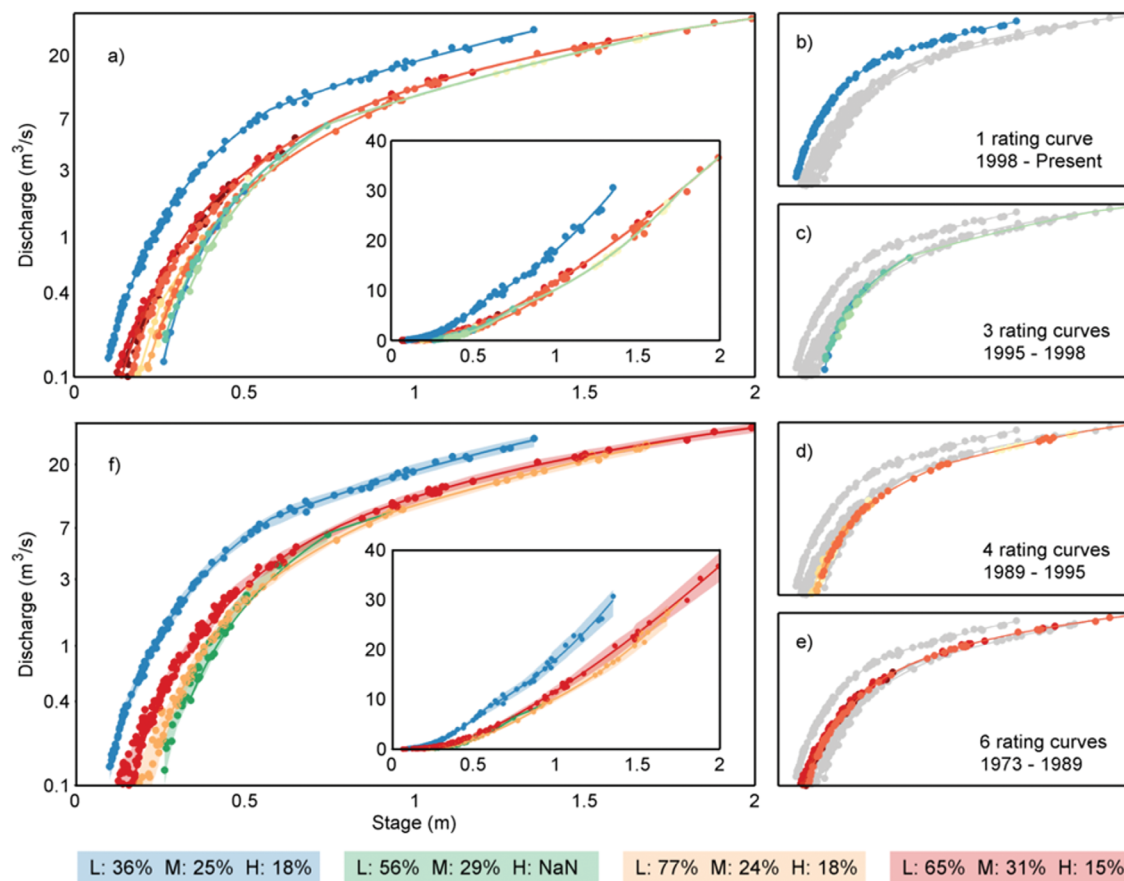 a)
Discharge (m³/s)
20
7
3
1
0.4
0.1
0
0.5
1
1.5
2
40
30
20
10
0
0.5
1
1.5
2
b)
1 rating curve
1998 - Present
c)
3 rating curves
1995 - 1998
f)
Discharge (m³/s)
20
7
3
1
0.4
0.1
0
0.5
1
1.5
2
Stage (m)
40
30
20
10
0
0.5
1
1.5
2
d)
4 rating curves
1989 - 1995
e)
6 rating curves
1973 - 1989
L: 36% M: 25% H: 18%
L: 56% M: 29% H: NaN
L: 77% M: 24% H: 18%
L: 65% M: 31% H: 15%